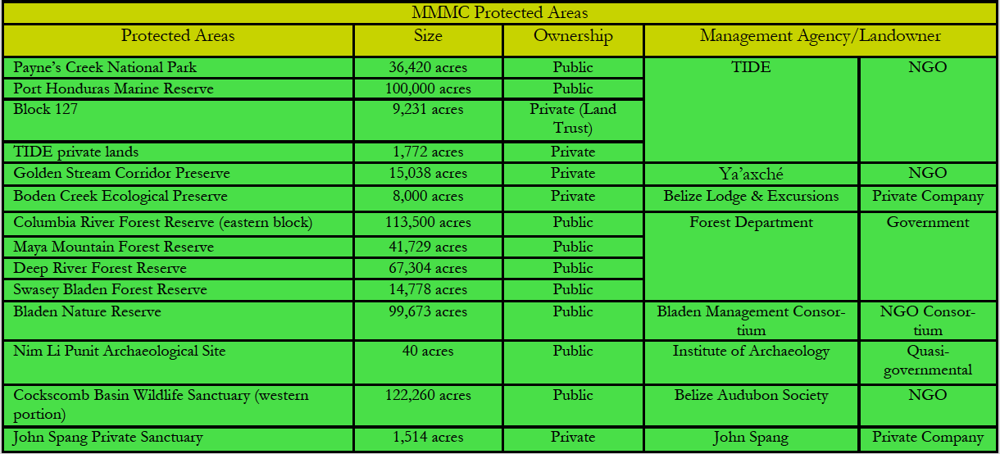 MMMC Protected Areas
Protected Areas Size Ownership Management Agency/Landowner
Payne's Creek National Park 36,420 acres Public TIDE NGO
Port Honduras Marine Reserve 100,000 acres Public
Block 127 9,231 acres Private (Land
Trust)
TIDE private lands 1,772 acres Private
Golden Stream Corridor Preserve 15,038 acres Private Ya'axché NGO
Boden Creek Ecological Preserve 8,000 acres Private Belize Lodge & Excursions Private Company
Columbia River Forest Reserve (eastern block) 113,500 acres Public Forest Department Government
Maya Mountain Forest Reserve 41,729 acres Public
Deep River Forest Reserve 67,304 acres Public
Swasey Bladen Forest Reserve 14,778 acres Public
Bladen Nature Reserve 99,673 acres Public Bladen Management Consor- NGO Consor-
tium tium
Nim Li Punit Archaeological Site 40 acres Public Institute of Archaeology Quasi-
governmental
Cockscomb Basin Wildlife Sanctuary (western 122,260 acres Public Belize Audubon Society NGO
portion)
John Spang Private Sanctuary 1,514 acres Private John Spang Private Company